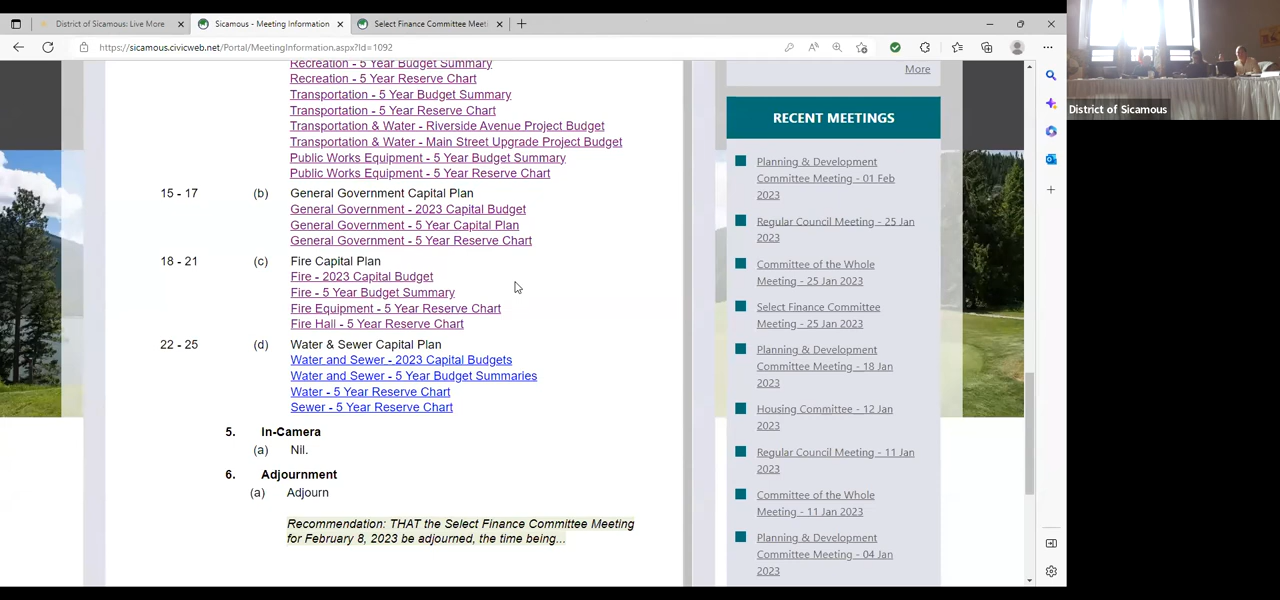 District of Sicamous: Live More
Sicamous - Meeting Information
Select Finance Committee Meet
https://sicamous.civicweb.net/Portal/MeetingInformation.aspx?Id=1092
Recreation - 5 Year Budget Summary
Recreation - 5 Year Reserve Chart
Transportation - 5 Year Budget Summary
Transportation - 5 Year Reserve Chart
Transportation & Water - Riverside Avenue Project Budget
Transportation & Water - Main Street Upgrade Project Budget
Public Works Equipment - 5 Year Budget Summary
Public Works Equipment - 5 Year Reserve Chart
15 - 17 (b) General Government Capital Plan
General Government - 2023 Capital Budget
General Government - 5 Year Capital Plan
General Government - 5 Year Reserve Chart
18 - 21 (c) Fire Capital Plan
Fire - 2023 Capital Budget
Fire - 5 Year Budget Summary
Fire Equipment - 5 Year Reserve Chart
Fire Hall - 5 Year Reserve Chart
22 - 25 (d) Water & Sewer Capital Plan
Water and Sewer - 2023 Capital Budgets
Water and Sewer - 5 Year Budget Summaries
Water - 5 Year Reserve Chart
Sewer - 5 Year Reserve Chart
5. In-Camera
(a) Nil.
6. Adjournment
(a) Adjourn
Recommendation: THAT the Select Finance Committee Meeting
for February 8, 2023 be adjourned, the time being...
More
RECENT MEETINGS
Planning & Development
Committee Meeting - 01 Feb
2023
Regular Council Meeting - 25 Jan
2023
Committee of the Whole
Meeting - 25 Jan 2023
Select Finance Committee
Meeting - 25 Jan 2023
Planning & Development
Committee Meeting - 18 Jan
2023
Housing Committee - 12 Jan
2023
Regular Council Meeting - 11 Jan
2023
Committee of the Whole
Meeting - 11 Jan 2023
Planning & Development
Committee Meeting - 04 Jan
2023
District of Sicamous